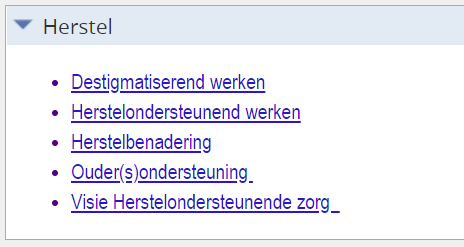 Herstel
Destigmatiserend werken
Herstelondersteunend werken
Herstelbenadering
Ouder(s)ondersteuning
Visie Herstelondersteunende zorg